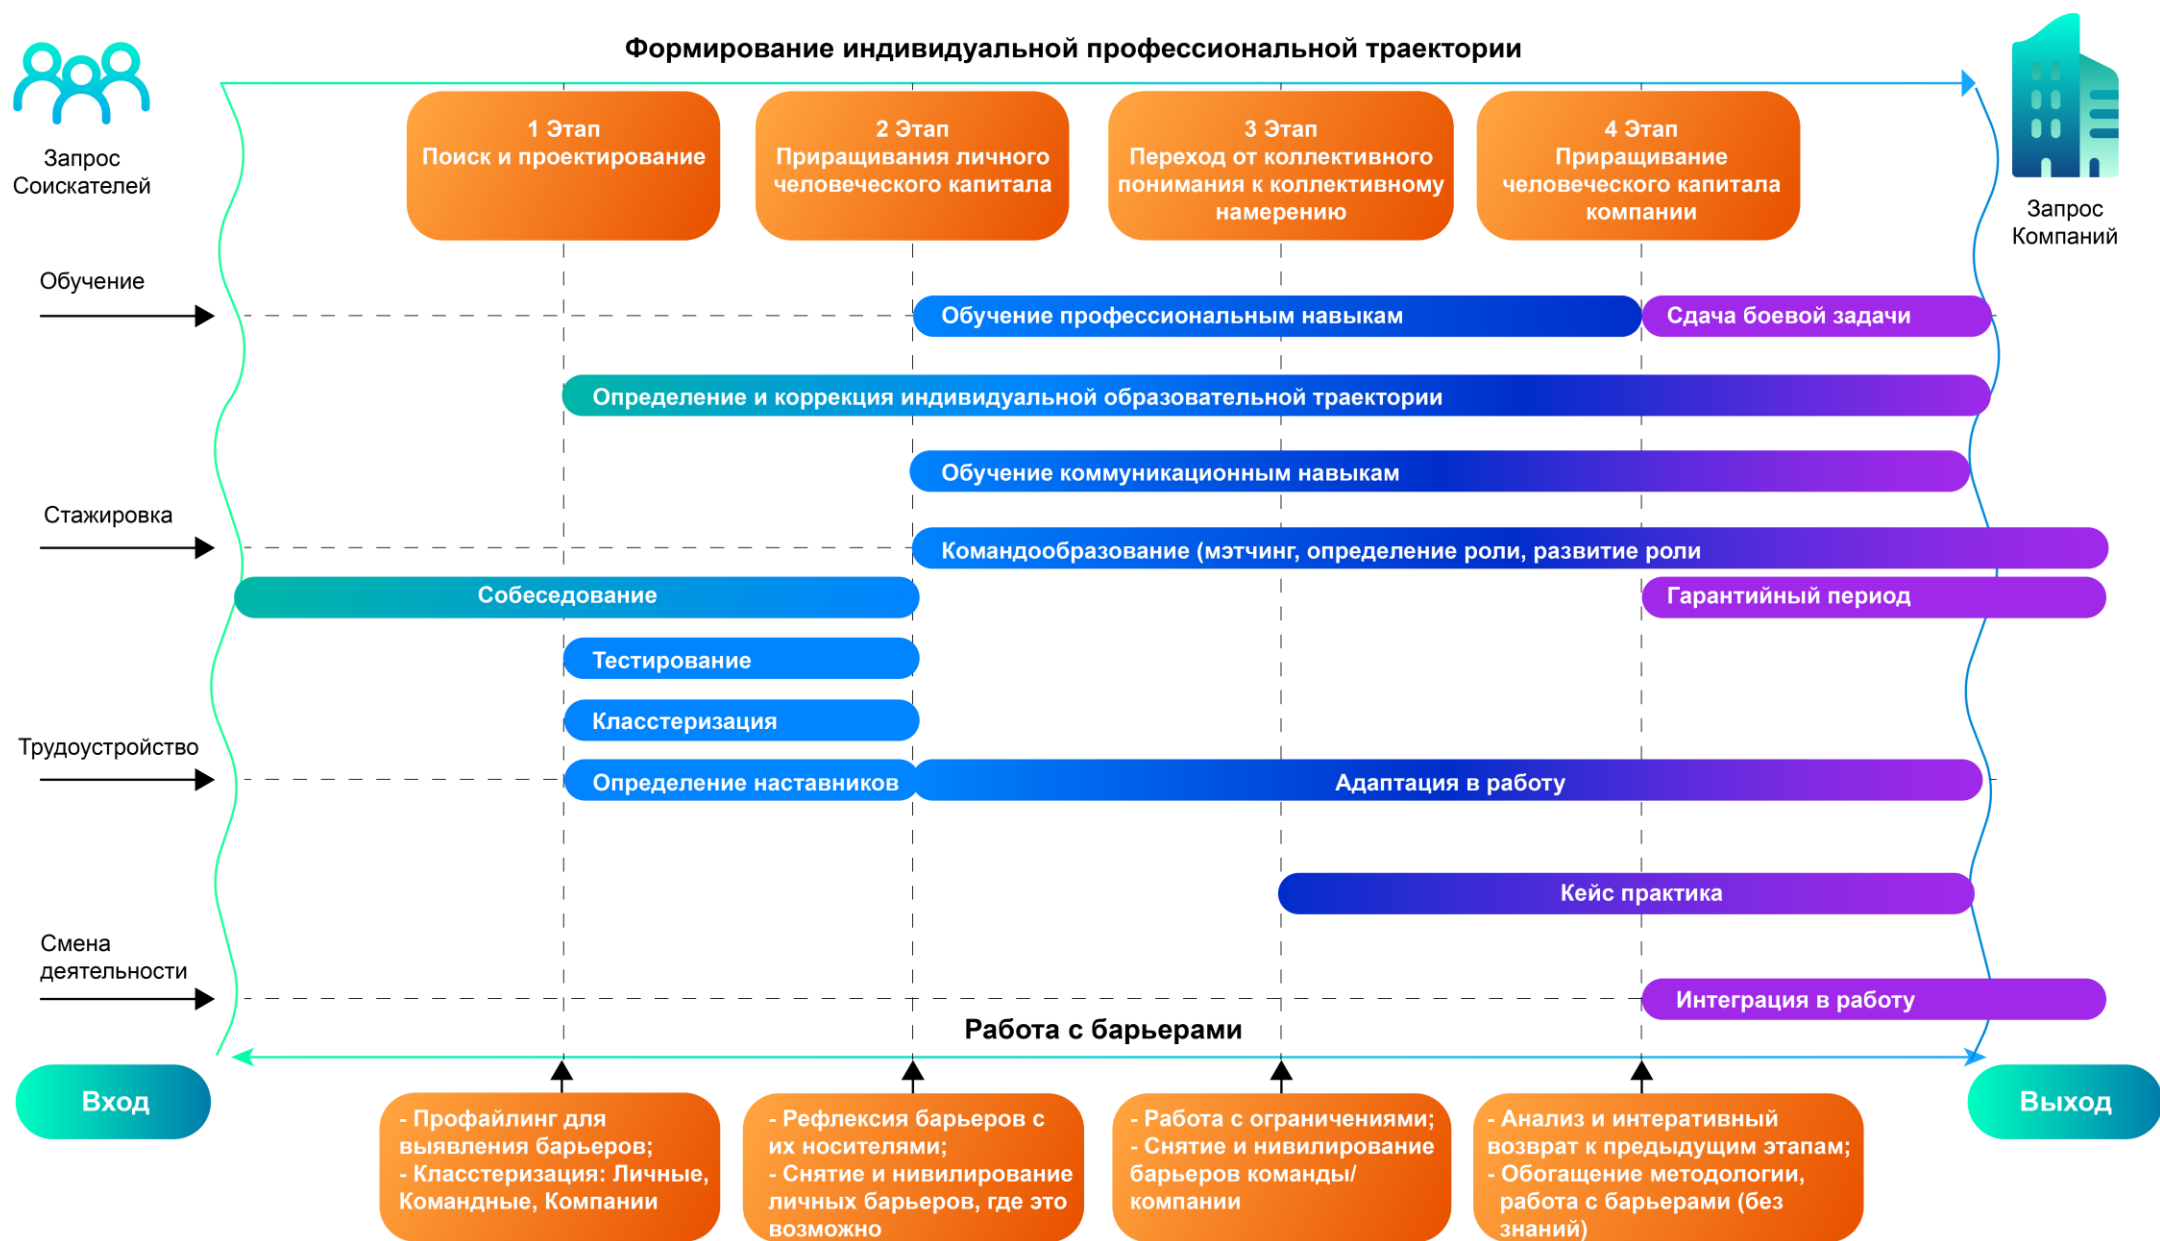 Формирование индивидуальной профессиональной траектории
Запрос
Соискателей
1 Этап
Поиск и проектирование
2 Этап
Приращивания личного
человеческого капитала
3 Этап
Переход от коллективного
понимания к коллективному
намерению
4 Этап
Приращивание
человеческого капитала
компании
Запрос
Компаний
Обучение
Обучение профессиональным навыкам
Сдача боевой задачи
Определение и коррекция индивидуальной образовательной траектории
Обучение коммуникационным навыкам
Стажировка
Командообразование (мэтчинг, определение роли, развитие роли
Собеседование
Гарантийный период
Тестирование
Класстеризация
Трудоустройство
Определение наставников
Адаптация в работу
Кейс практика
Смена
деятельности
Интеграция в работу
Работа с барьерами
Вход
- Профайлинг для
выявления барьеров;
- Класстеризация: Личные,
Командные, Компании
- Рефлексия барьеров с
их носителями;
- Снятие и нивилирование
личных барьеров, где это
возможно
- Работа с ограничениями;
- Снятие и нивилирование
барьеров команды/
компании
- Анализ и интеративный
возврат к предыдущим этапам;
- Обогащение методологии,
работа с барьерами (без
знаний)
Выход